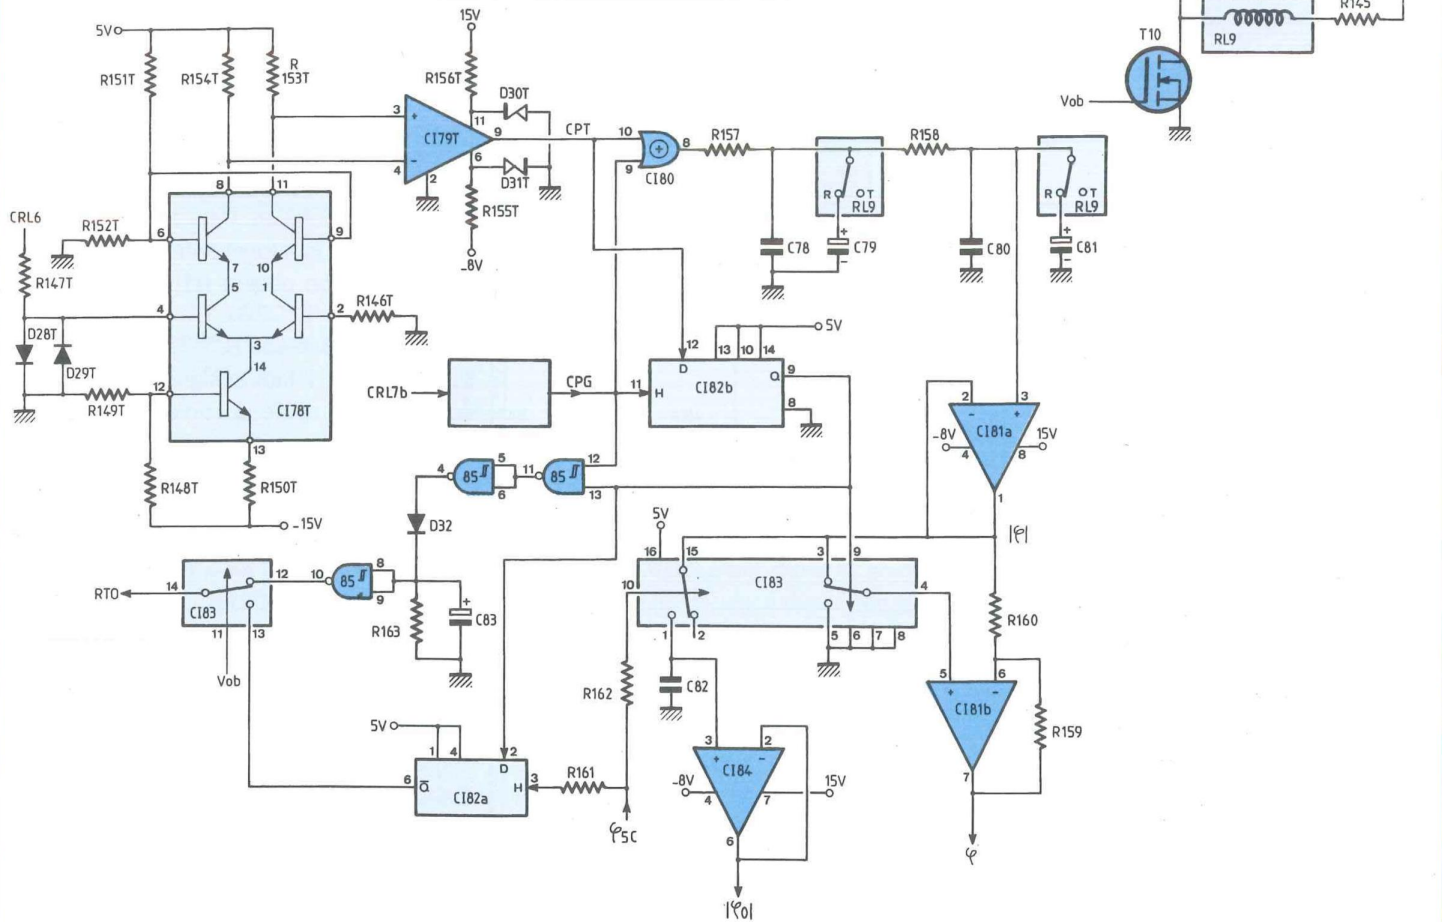 5V
R151T
R154T
R
153T
15V
R156T
D30T
11
3
+
CI79T
9
CPT
−
4
2
6
D31T
R155T
_8V
10
9
CI80
8
R157
RL9
R
T
R158
R
T
RL9
C78
+
C79
−
C80
+
C81
−
T10
Vob
RL9
R145
CRL6
R147T
R152T
8
11
6
9
7
10
5
1
4
2
R146T
3
14
D28T
D29T
R149T
12
CI78T
13
R148T
R150T
_15V
CRL7b
CPG
11
H
12
D
13
10
14
5V
CI82b
Q
9
8
2
−
3
+
CI81a
_8V
4
8
15V
1
|φ|
4
85
5
6
11
85
12
13
D32
5V
16
15
3
9
10
CI83
4
1
2
5
6
7
8
RTO
14
CI83
12
11
13
Vob
10
85
8
9
R163
+
C83
R162
C82
R160
5
+
6
−
CI81b
R159
7
φ
5V
1
4
2
D
6
Q̅
CI82a
H
3
R161
φ5C
3
+
2
−
CI84
_8V
4
7
15V
6
|φ0|